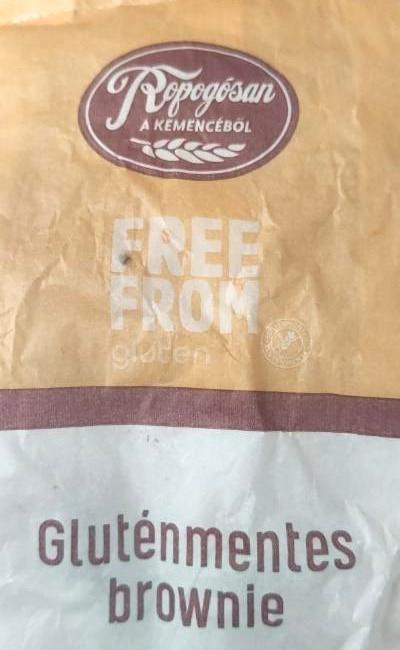 Ropogósan
A KEMENCÉBŐL
FREE
FROM
gluten
Gluténmentes
brownie